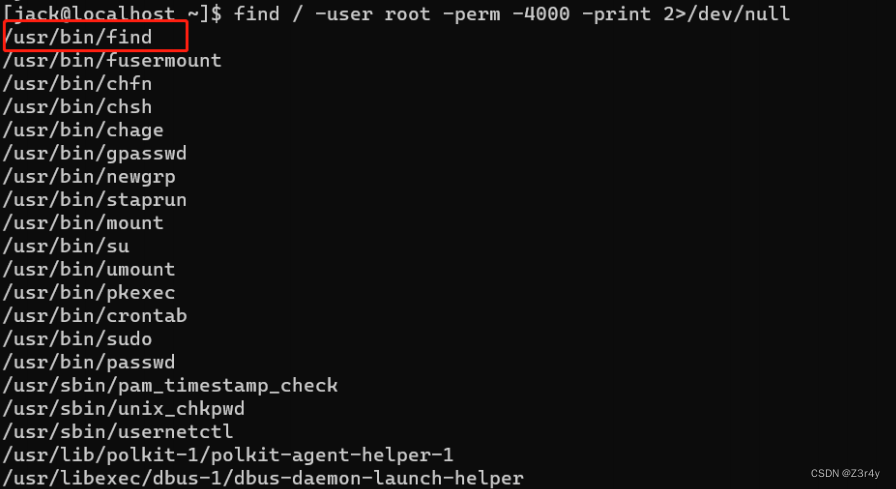 [jack@localhost ~]$ find / -user root -perm -4000 -print 2>/dev/null
/usr/bin/find
/usr/bin/fusermount
/usr/bin/chfn
/usr/bin/chsh
/usr/bin/chage
/usr/bin/gpasswd
/usr/bin/newgrp
/usr/bin/staprun
/usr/bin/mount
/usr/bin/su
/usr/bin/umount
/usr/bin/pkexec
/usr/bin/crontab
/usr/bin/sudo
/usr/bin/passwd
/usr/sbin/pam_timestamp_check
/usr/sbin/unix_chkpwd
/usr/sbin/usernetctl
/usr/lib/polkit-1/polkit-agent-helper-1
/usr/libexec/dbus-1/dbus-daemon-launch-helper
CSDN @Z3r4y